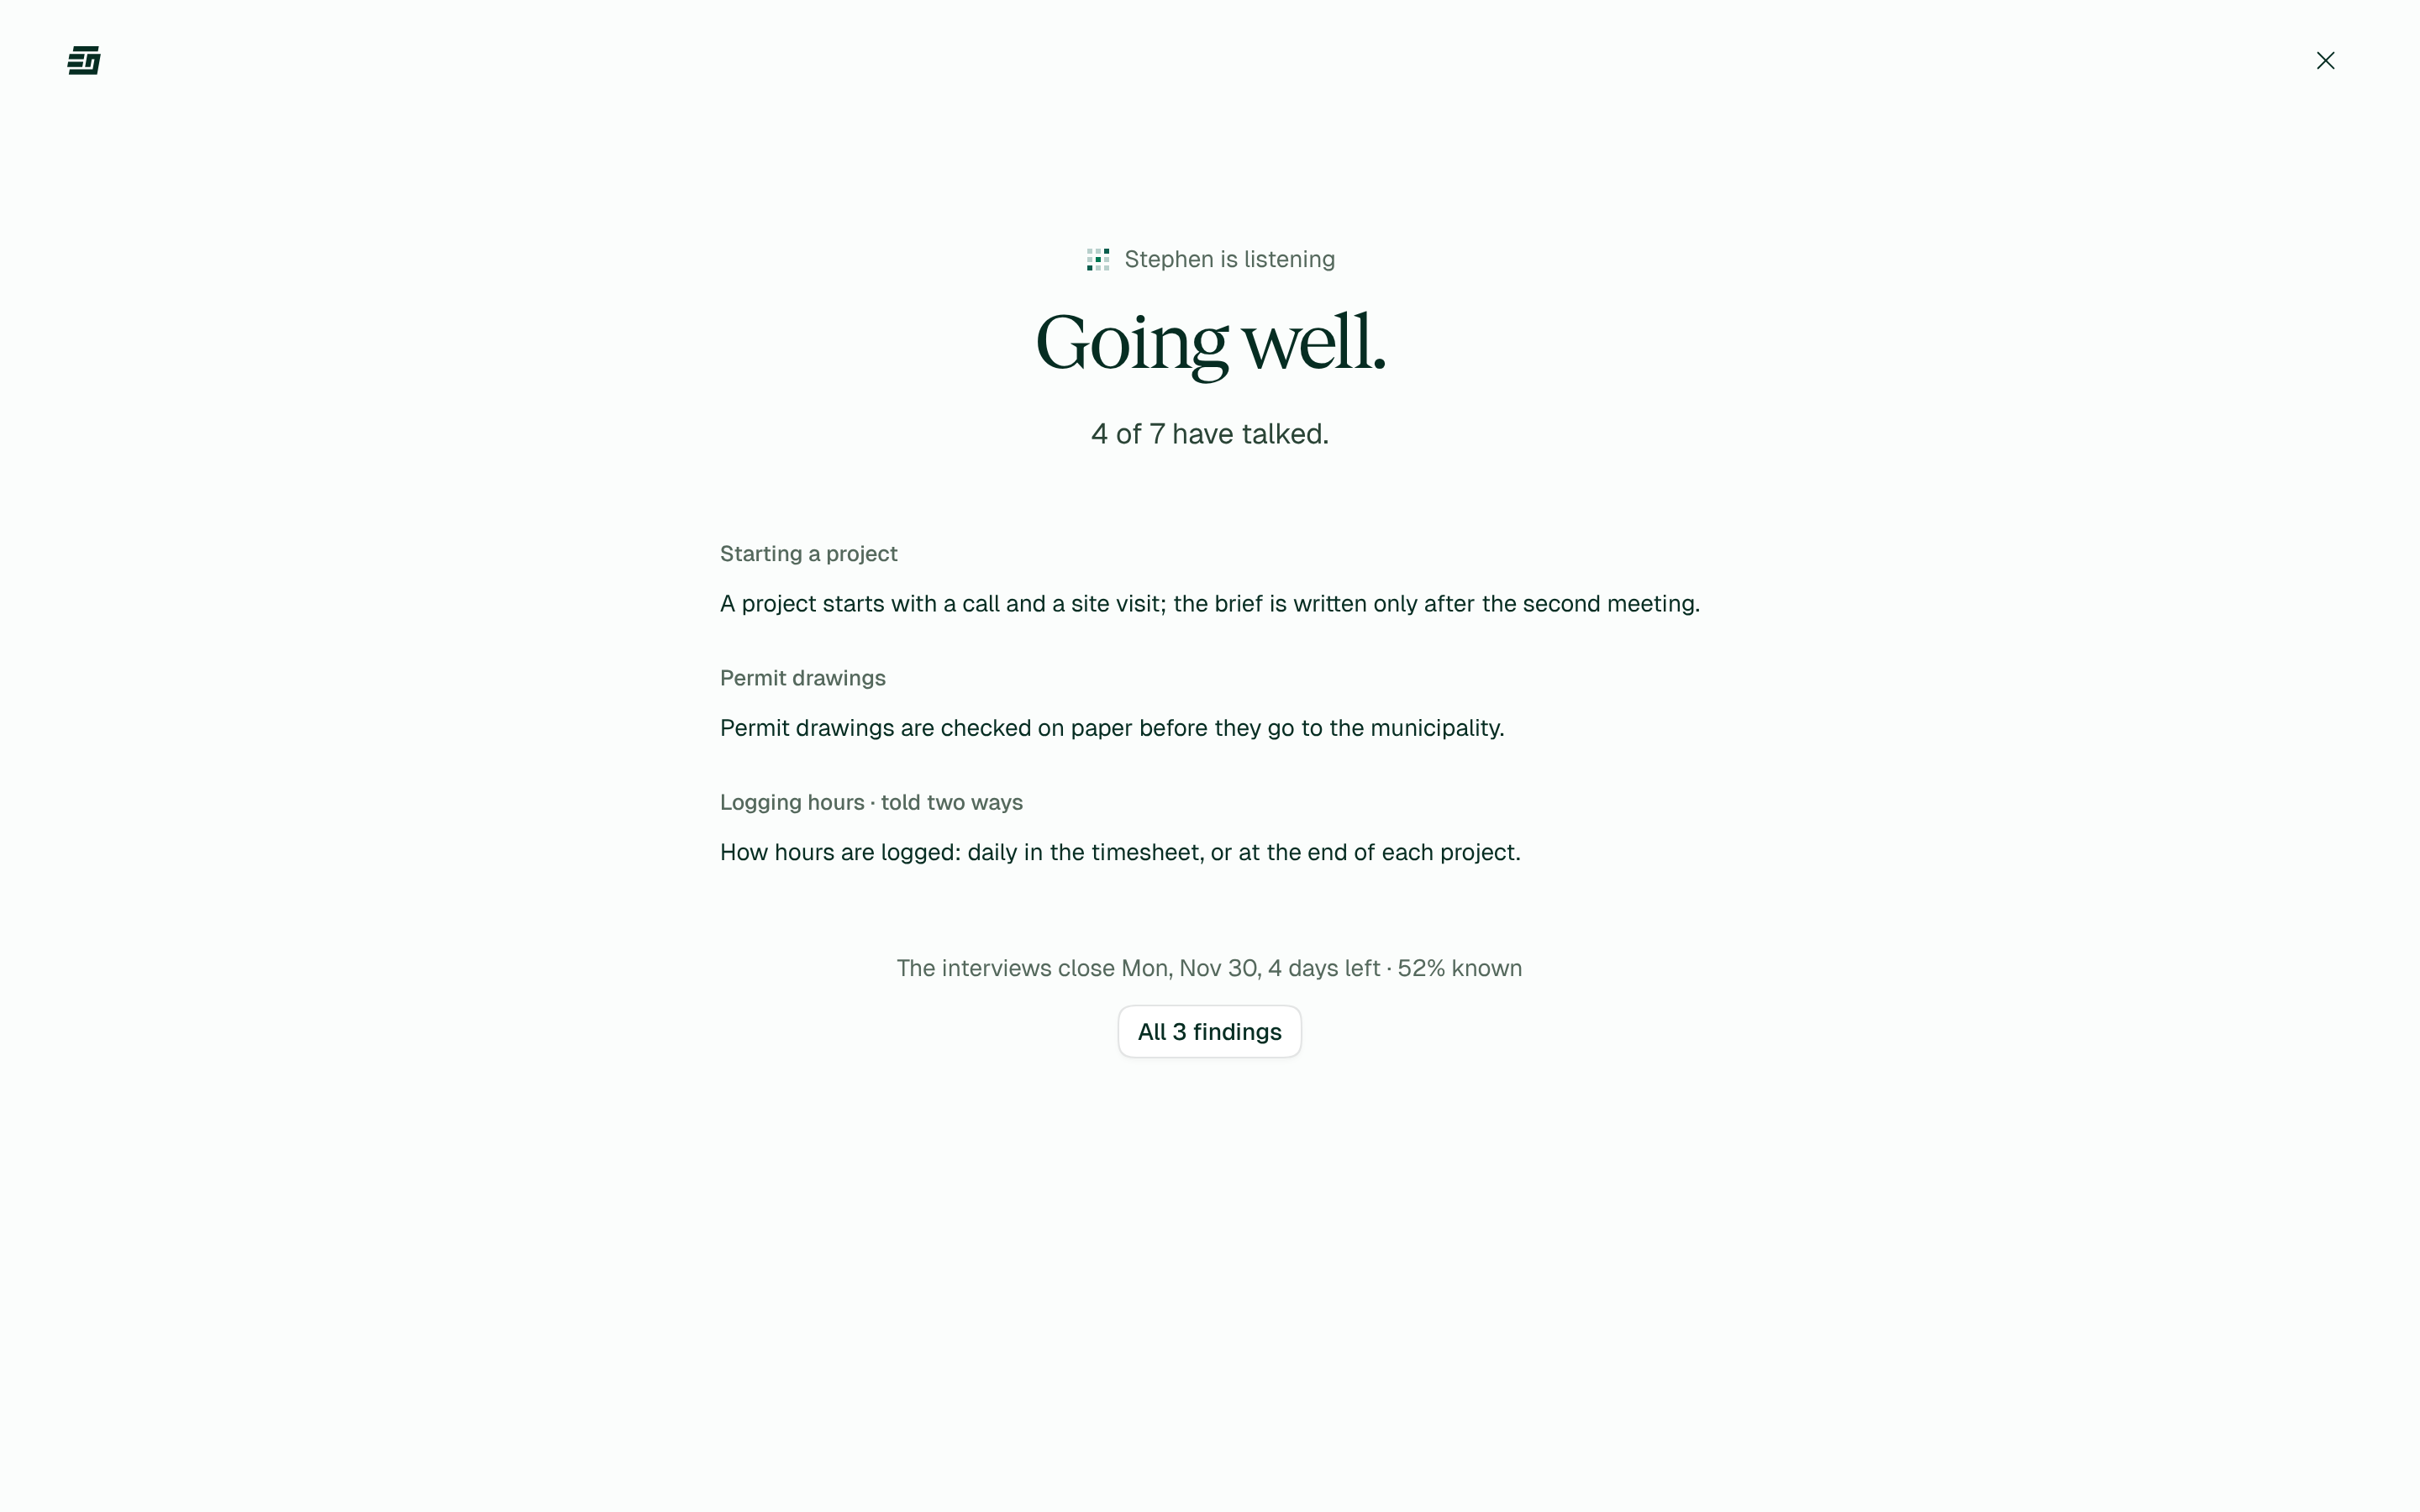 Stephen is listening
Going well.
4 of 7 have talked.
Starting a project
A project starts with a call and a site visit; the brief is written only after the second meeting.
Permit drawings
Permit drawings are checked on paper before they go to the municipality.
Logging hours · told two ways
How hours are logged: daily in the timesheet, or at the end of each project.
The interviews close Mon, Nov 30, 4 days left · 52% known
All 3 findings